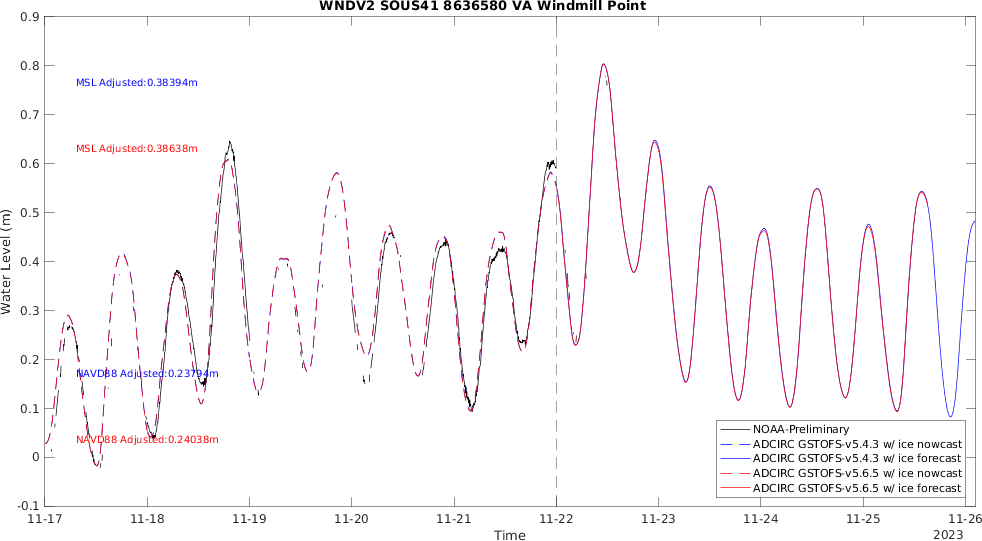 WNDV2 SOUS41 8636580 VA Windmill Point
0.9
0.8
0.7
0.6
0.5
0.4
0.3
0.2
0.1
0
-0.1
Water Level (m)
MSL Adjusted:0.38394m
MSL Adjusted:0.38638m
NAVD88 Adjusted:0.23794m
NAVD88 Adjusted:0.24038m
NOAA-Preliminary
ADCIRC GSTOFS-v5.4.3 w/ ice nowcast
ADCIRC GSTOFS-v5.4.3 w/ ice forecast
ADCIRC GSTOFS-v5.6.5 w/ ice nowcast
ADCIRC GSTOFS-v5.6.5 w/ ice forecast
11-17 11-18 11-19 11-20 11-21 11-22 11-23 11-24 11-25 11-26
Time
2023